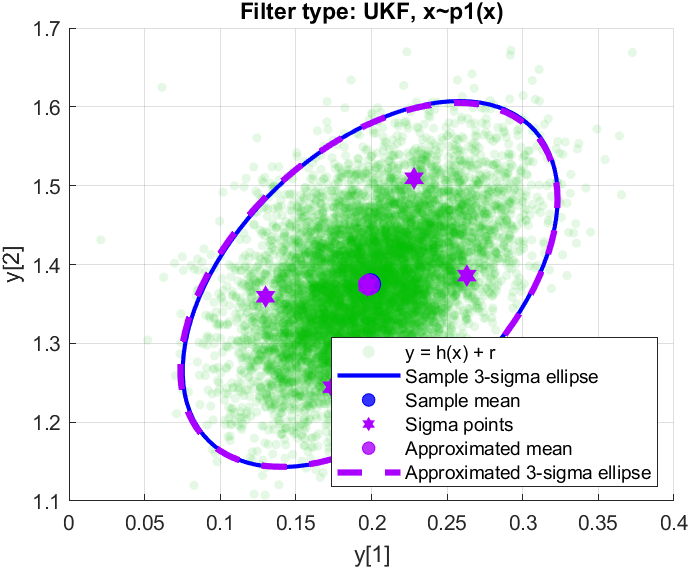 Filter type: UKF, x~p1(x)
1.7
1.6
1.5
1.4
1.3
1.2
1.1
y[2]
0
0.05
0.1
0.15
0.2
0.25
0.3
0.35
0.4
y[1]
y = h(x) + r
Sample 3-sigma ellipse
Sample mean
Sigma points
Approximated mean
Approximated 3-sigma ellipse